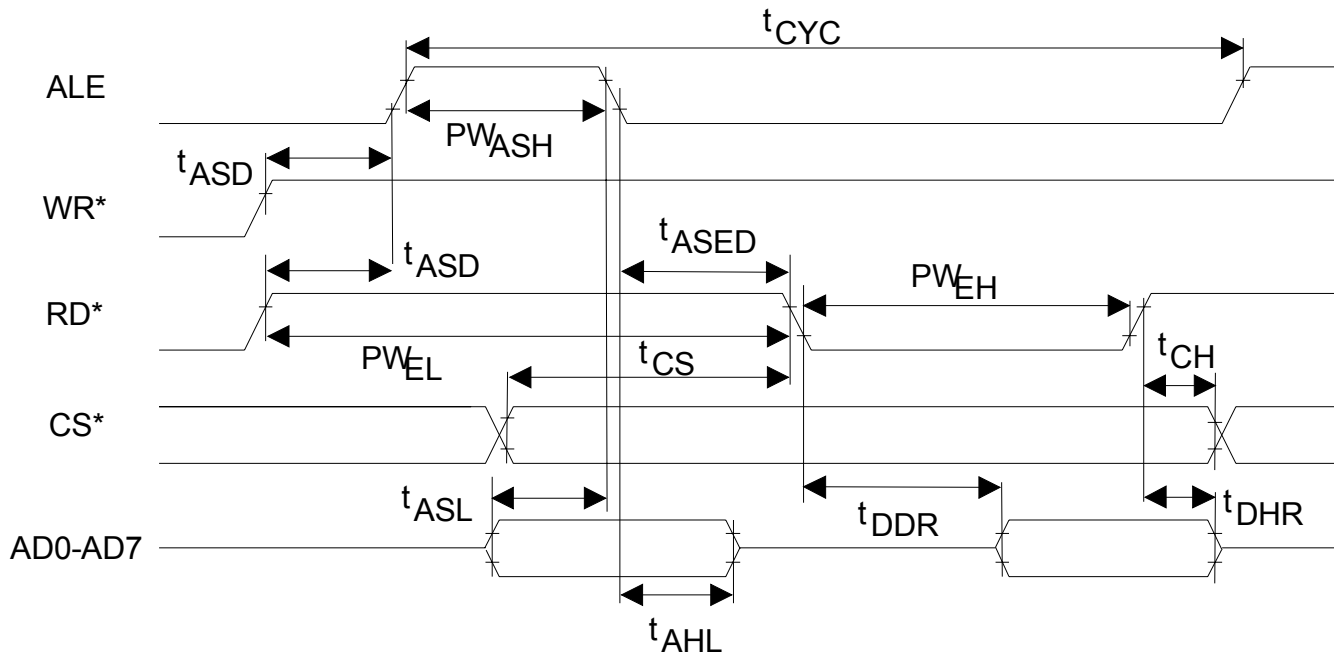 tCYC
ALE
PWASH
tASD
WR*
tASED
tASD
PWEH
RD*
PWEL
tCS
tCH
CS*
tASL
tDDR
tDHR
AD0-AD7
tAHL